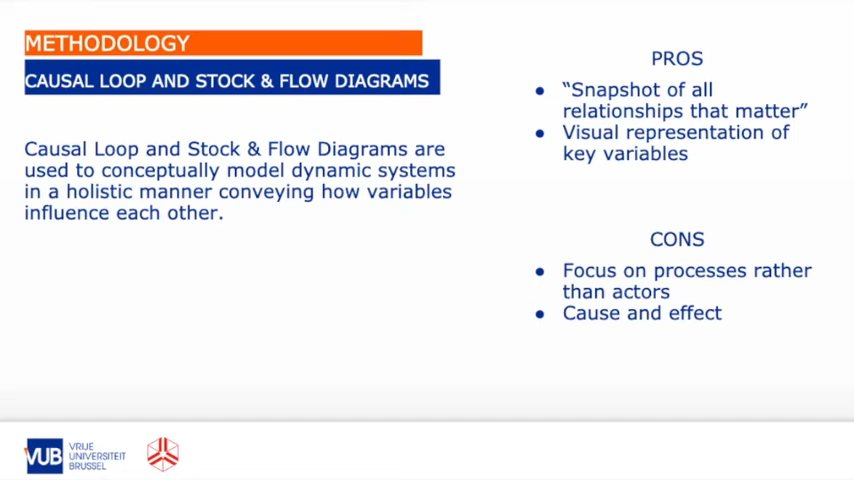 METHODOLOGY
CAUSAL LOOP AND STOCK & FLOW DIAGRAMS
Causal Loop and Stock & Flow Diagrams are
used to conceptually model dynamic systems
in a holistic manner conveying how variables
influence each other.
PROS
● “Snapshot of all
relationships that matter”
● Visual representation of
key variables
CONS
● Focus on processes rather
than actors
● Cause and effect
VUB
VRIJE
UNIVERSITEIT
BRUSSEL